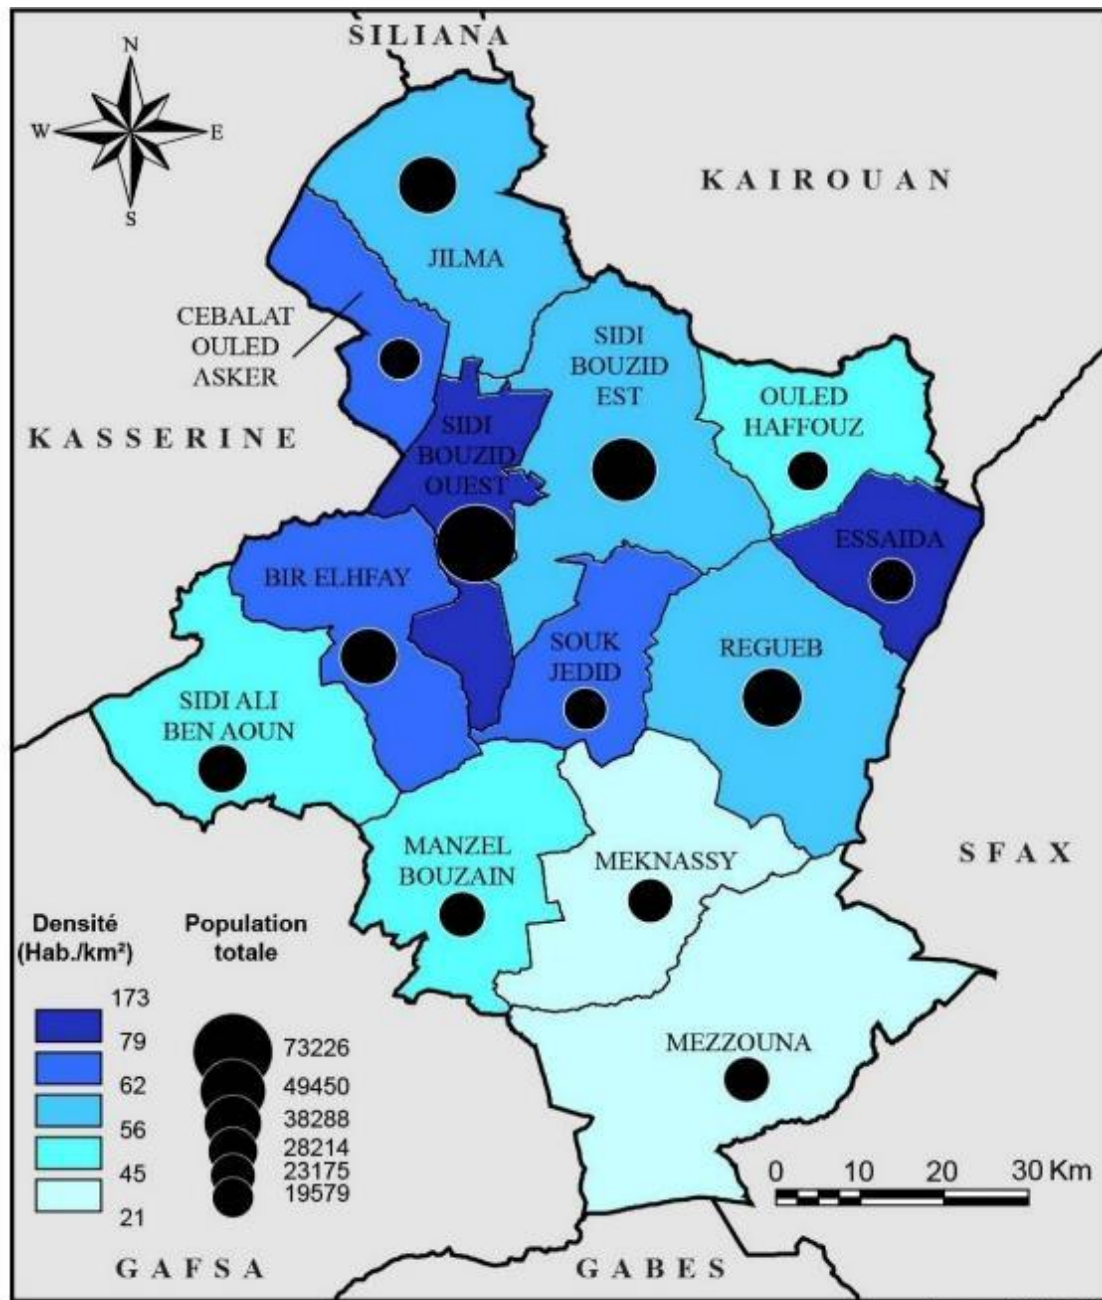 SILIANA
N
W
E
S
KAIROUAN
JILMA
CEBALAT
OULED
ASKER
SIDI
BOUZID
EST
OULED
HAFFOUZ
KASSERINE
SIDI
BOUZID
OUEST
ESSAIDA
BIR ELHFAY
SOUK
JEDID
REGUEB
SIDI ALI
BEN AOUN
MANZEL
BOUZAIN
MEKNASSY
SFAX
MEZZOUNA
Densité
(Hab./km²)
173
79
62
56
45
21
Population
totale
73226
49450
38288
28214
23175
19579
0 10 20 30 Km
GAFSA
GABES